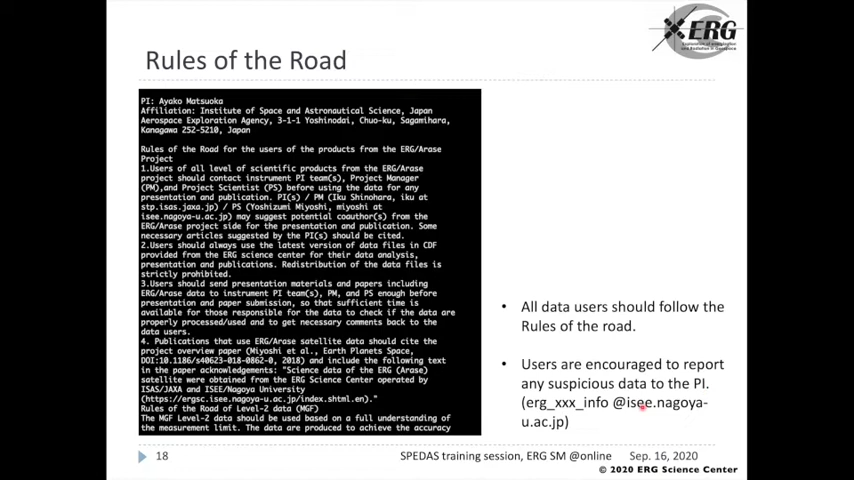 ERG
Rules of the Road
PI: Ayako Matsuoka
Affiliation: Institute of Space and Astronautical Science, Japan
Aerospace Exploration Agency, 3-1-1 Yoshinodai, Chuo-ku, Sagamihara,
Kanagawa 252-5210, Japan
Rules of the Road for the users of the products from the ERG/Arase
Project
1.Users of all level of scientific products from the ERG/Arase
project should contact instrument PI team(s), Project Manager
(PM),and Project Scientist (PS) before using the data for any
presentation and publication. PI(s) / PM (Iku Shinohara, iku at
stp.isas.jaxa.jp) / PS (Yoshizumi Miyoshi, miyoshi at
isee.nagoya-u.ac.jp) may suggest potential coauthor(s) from the
ERG/Arase project side for the presentation and publication. Some
necessary articles suggested by the PI(s) should be cited.
2.Users should always use the latest version of data files in CDF
provided from the ERG science center for their data analysis,
presentation and publications. Redistribution of the data files is
strictly prohibited.
3.Users should send presentation materials and papers including
ERG/Arase data to instrument PI team(s), PM, and PS enough before
presentation and paper submission, so that sufficient time is
available for those responsible for the data to check if the data are
properly processed/used and to get necessary comments back to the
data users.
4. Publications that use ERG/Arase satellite data should cite the
project overview paper (Miyoshi et al., Earth Planets Space,
DOI:10.1186/s40623-018-0862-0, 2018) and include the following text
in the paper acknowledgements: "Science data of the ERG (Arase)
satellite were obtained from the ERG Science Center operated by
ISAS/JAXA and ISEE/Nagoya University
(https://ergsc.isee.nagoya-u.ac.jp/index.shtml.en)."
Rules of the Road of Level-2 data (MGF)
The MGF Level-2 data should be used based on a full understanding of
the measurement limit. The data are produced to achieve the accuracy
• All data users should follow the
Rules of the road.
• Users are encouraged to report
any suspicious data to the PI.
(erg_xxx_info @isee.nagoya-
u.ac.jp)
18
SPEDAS training session, ERG SM @online
Sep. 16, 2020
© 2020 ERG Science Center